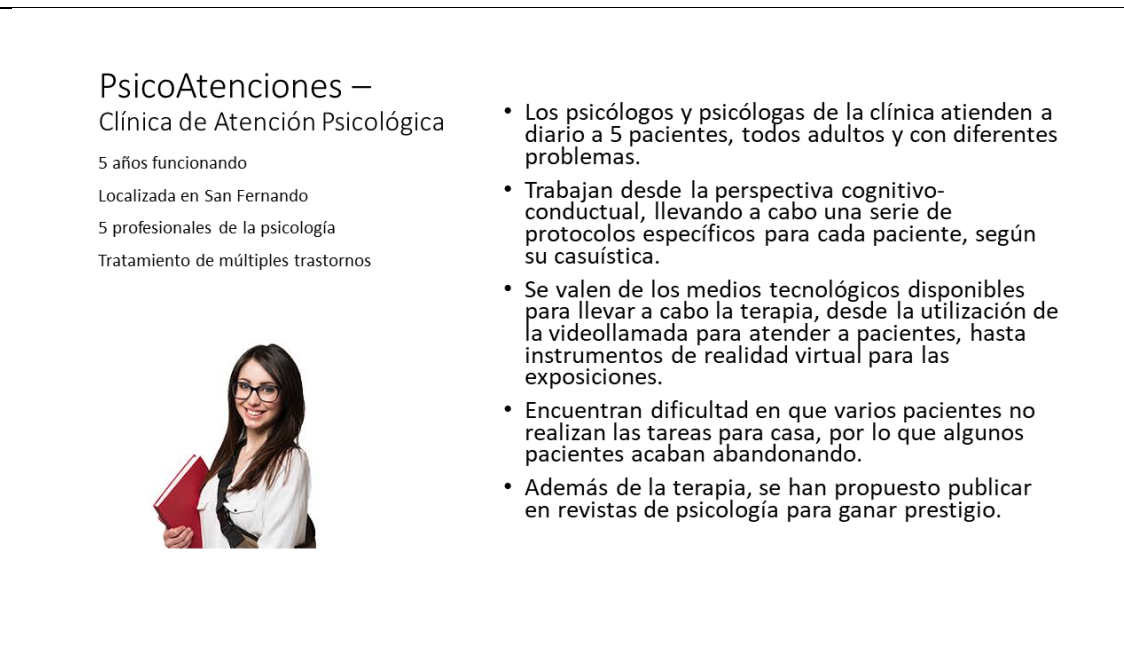 PsicoAtenciones –
Clínica de Atención Psicológica
5 años funcionando
Localizada en San Fernando
5 profesionales de la psicología
Tratamiento de múltiples trastornos
• Los psicólogos y psicólogas de la clínica atienden a
diario a 5 pacientes, todos adultos y con diferentes
problemas.
• Trabajan desde la perspectiva cognitivo-
conductual, llevando a cabo una serie de
protocolos específicos para cada paciente, según
su casuística.
• Se valen de los medios tecnológicos disponibles
para llevar a cabo la terapia, desde la utilización de
la videollamada para atender a pacientes, hasta
instrumentos de realidad virtual para las
exposiciones.
• Encuentran dificultad en que varios pacientes no
realizan las tareas para casa, por lo que algunos
pacientes acaban abandonando.
• Además de la terapia, se han propuesto publicar
en revistas de psicología para ganar prestigio.